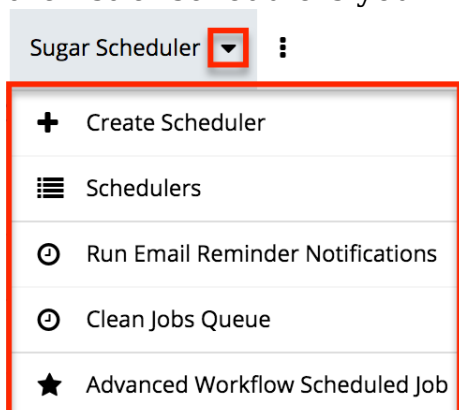 Sugar Scheduler
Create Scheduler
Schedulers
Run Email Reminder Notifications
Clean Jobs Queue
Advanced Workflow Scheduled Job